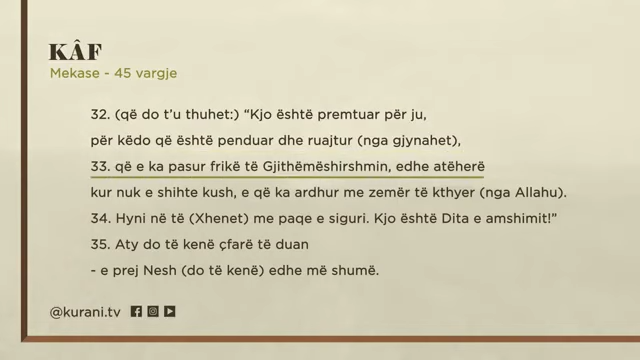 KÂF
Mekase - 45 vargje
32. (që do t’u thuhet:) “Kjo është premtuar për ju,
për këdo që është penduar dhe ruajtur (nga gjynahet),
33. që e ka pasur frikë të Gjithëmëshirshmin, edhe atëherë
kur nuk e shihte kush, e që ka ardhur me zemër të kthyer (nga Allahu).
34. Hyni në të (Xhenet) me paqe e siguri. Kjo është Dita e amshimit!”
35. Aty do të kenë çfarë të duan
- e prej Nesh (do të kenë) edhe më shumë.
@kurani.tv